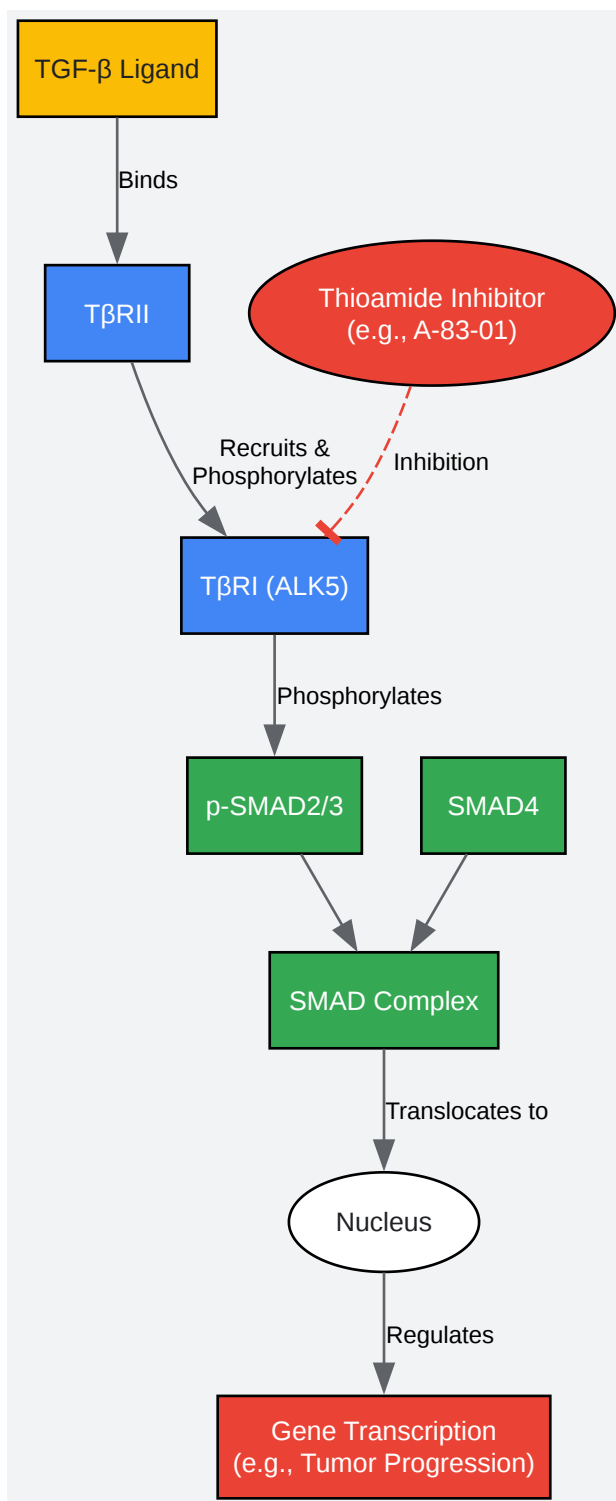 TGF-β Ligand
Binds
TβRII
Thioamide Inhibitor
(e.g., A-83-01)
Recruits &
Phosphorylates
Inhibition
TβRI (ALK5)
Phosphorylates
p-SMAD2/3
SMAD4
SMAD Complex
Translocates to
Nucleus
Regulates
Gene Transcription
(e.g., Tumor Progression)